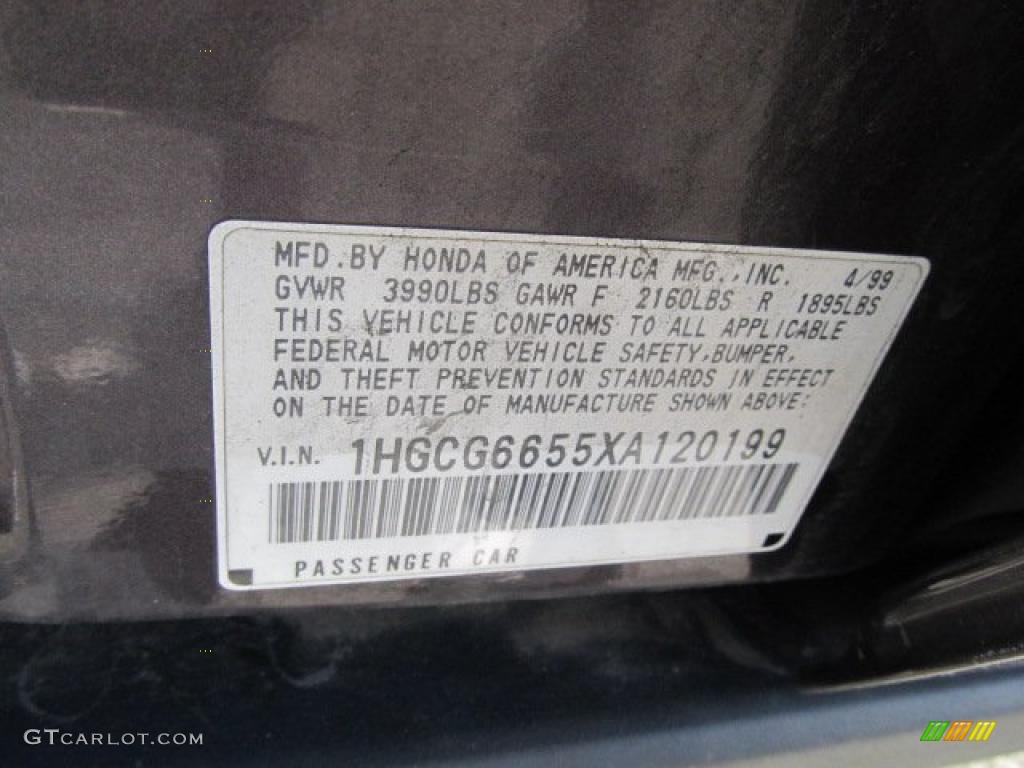 MFD.BY HONDA OF AMERICA MFG.,INC. 4/99
GVWR 3990LBS GAWR F 2160LBS R 1895LBS
THIS VEHICLE CONFORMS TO ALL APPLICABLE
FEDERAL MOTOR VEHICLE SAFETY,BUMPER,
AND THEFT PREVENTION STANDARDS IN EFFECT
ON THE DATE OF MANUFACTURE SHOWN ABOVE:
V.I.N. 1HGCG6655XA120199
PASSENGER CAR
GTCARLOT.COM